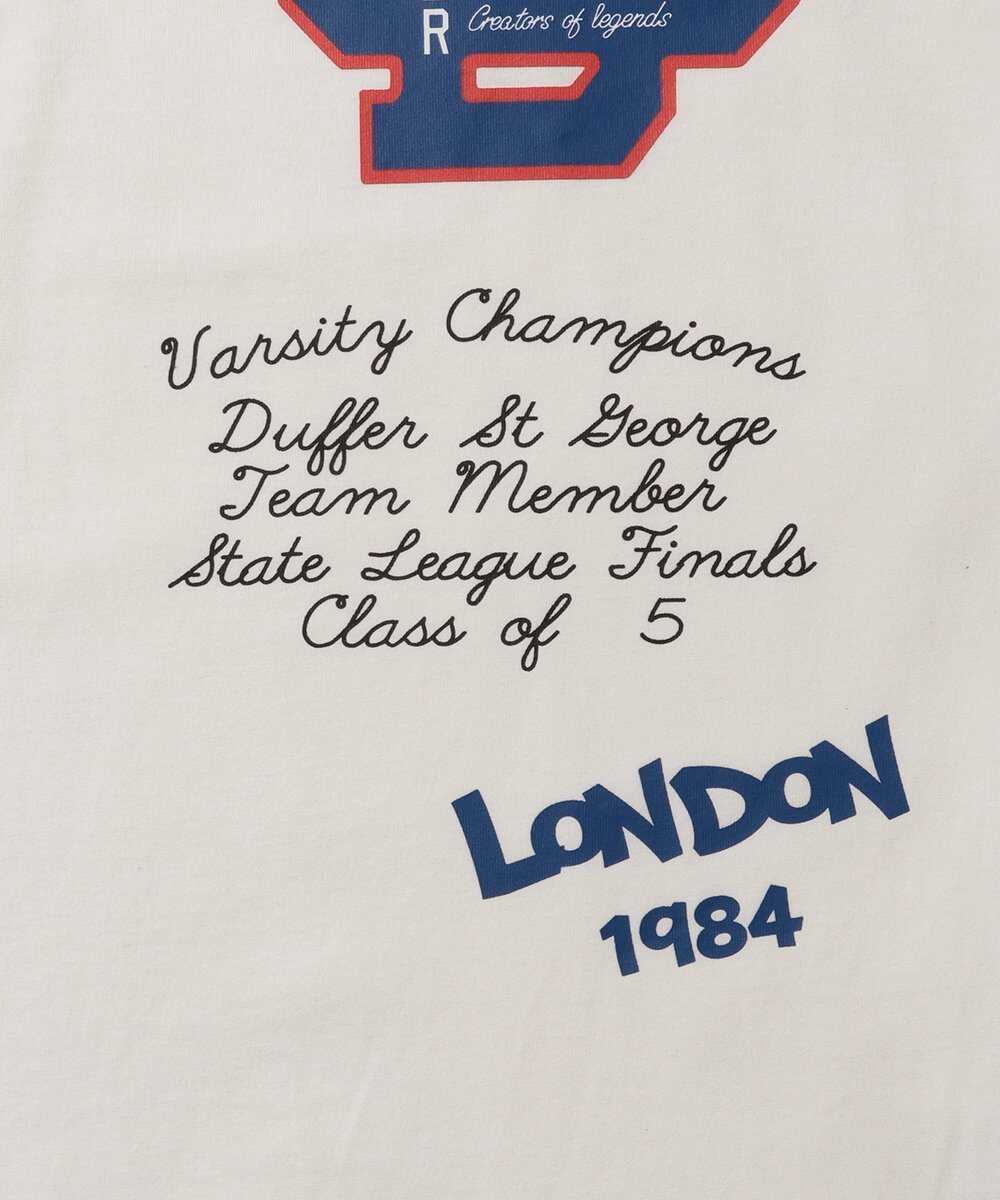 R Creators of legends
Varsity Champions
Duffer St George
Team Member
State League Finals
Class of 5
LONDON
1984